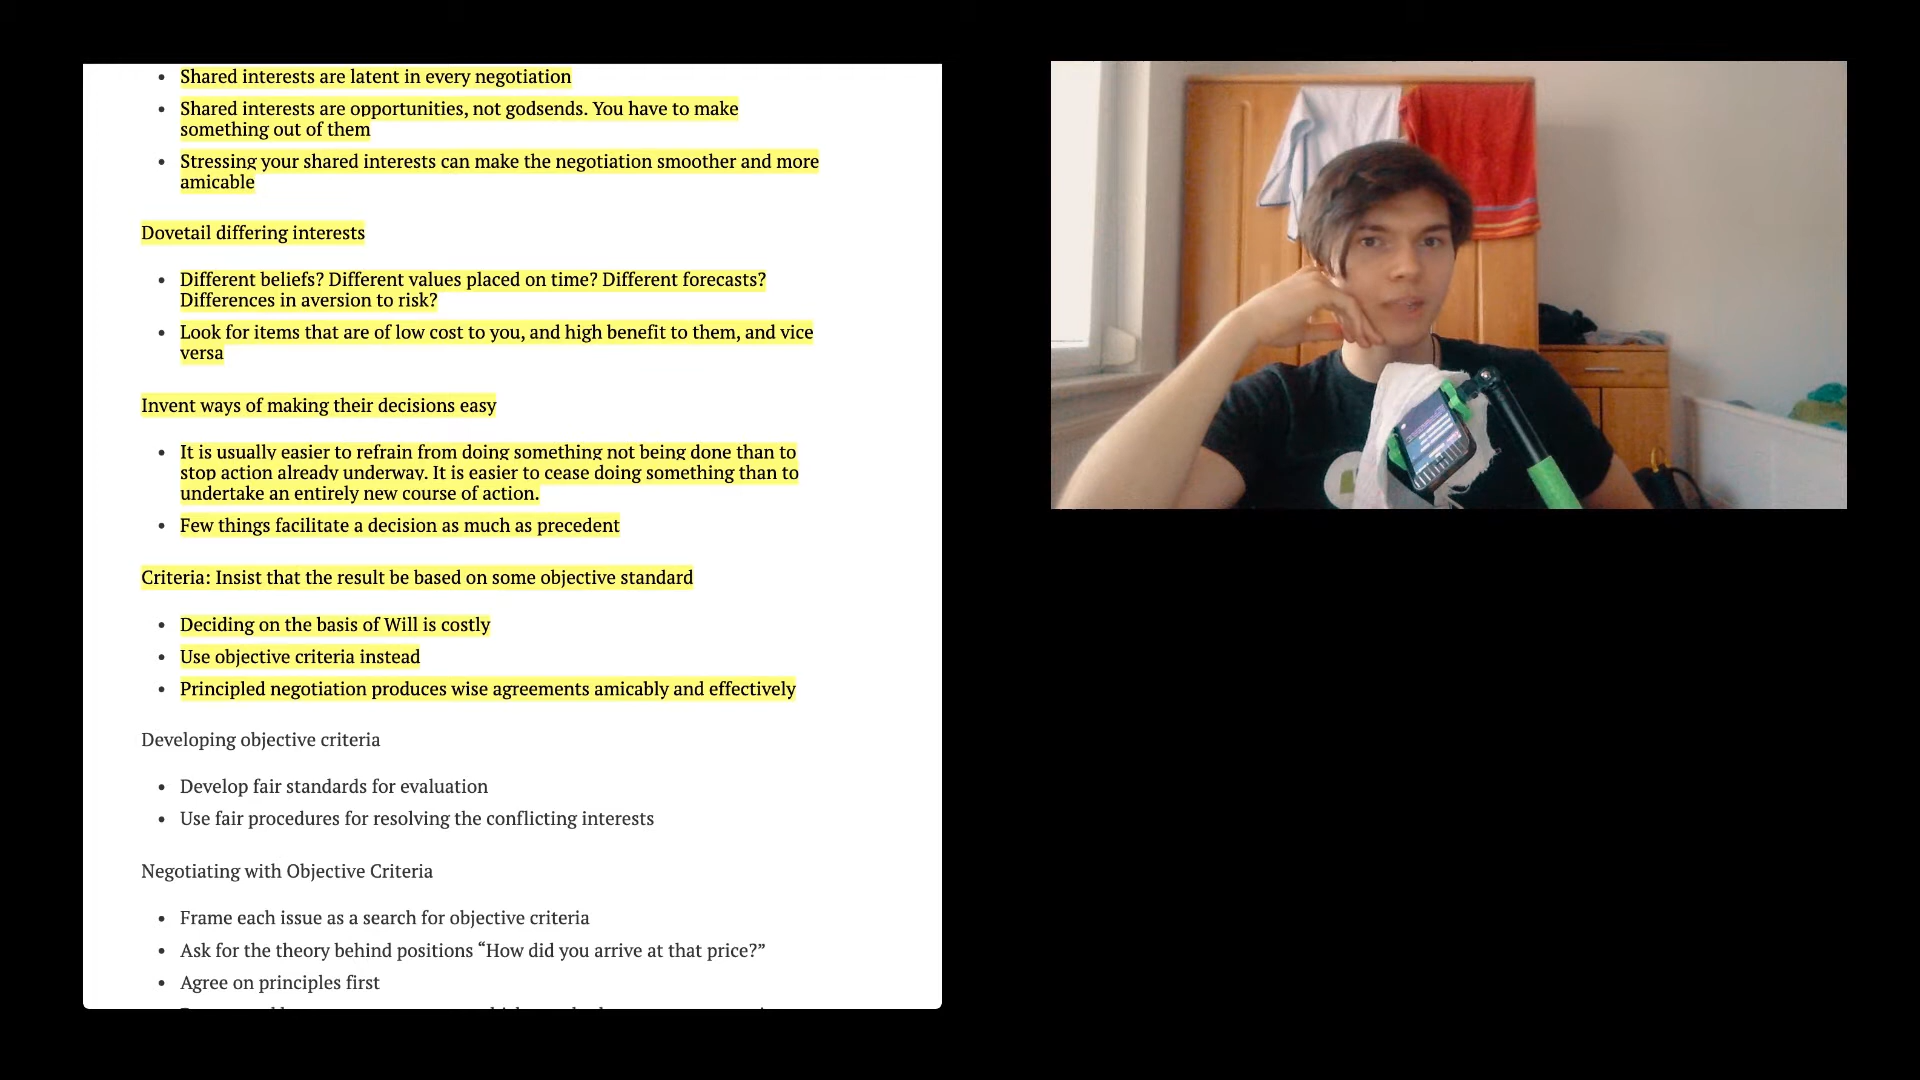 Shared interests are latent in every negotiation
Shared interests are opportunities, not godsends. You have to make
something out of them
Stressing your shared interests can make the negotiation smoother and more
amicable
Dovetail differing interests
Different beliefs? Different values placed on time? Different forecasts?
Differences in aversion to risk?
Look for items that are of low cost to you, and high benefit to them, and vice
versa
Invent ways of making their decisions easy
It is usually easier to refrain from doing something not being done than to
stop action already underway. It is easier to cease doing something than to
undertake an entirely new course of action.
Few things facilitate a decision as much as precedent
Criteria: Insist that the result be based on some objective standard
Deciding on the basis of Will is costly
Use objective criteria instead
Principled negotiation produces wise agreements amicably and effectively
Developing objective criteria
Develop fair standards for evaluation
Use fair procedures for resolving the conflicting interests
Negotiating with Objective Criteria
Frame each issue as a search for objective criteria
Ask for the theory behind positions “How did you arrive at that price?”
Agree on principles first